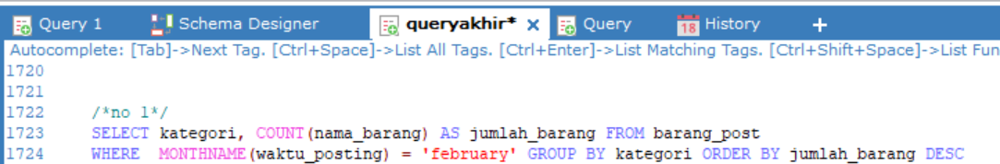 Query 1 Schema Designer queryakhir* × Query 18 History +
Autocomplete: [Tab]->Next Tag. [Ctrl+Space]->List All Tags. [Ctrl+Enter]->List Matching Tags. [Ctrl+Shift+Space]->List Fun
1720
1721
1722 /*no 1*/
1723 SELECT kategori, COUNT(nama_barang) AS jumlah_barang FROM barang_post
1724 WHERE MONTHNAME(waktu_posting) = 'february' GROUP BY kategori ORDER BY jumlah_barang DESC